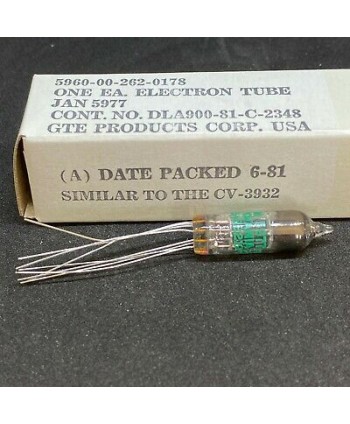 5960-00-262-0178
ONE EA. ELECTRON TUBE
JAN 5977
CONT. NO. DLA900-81-C-2348
GTE PRODUCTS CORP. USA
(A) DATE PACKED 6-81
SIMILAR TO THE CV-3932